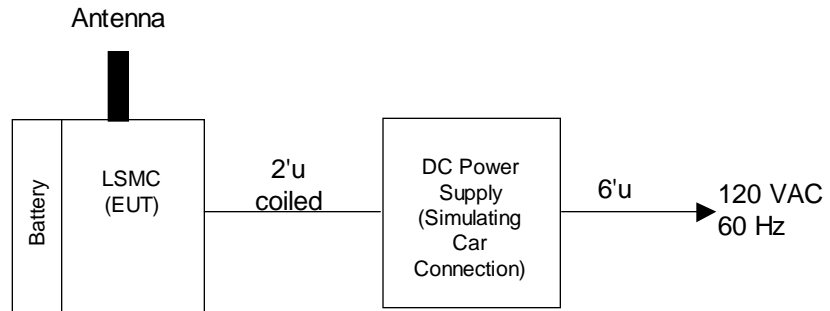 Antenna
Battery
LSMC
(EUT)
2'u
coiled
DC Power
Supply
(Simulating
Car
Connection)
6'u
120 VAC
60 Hz